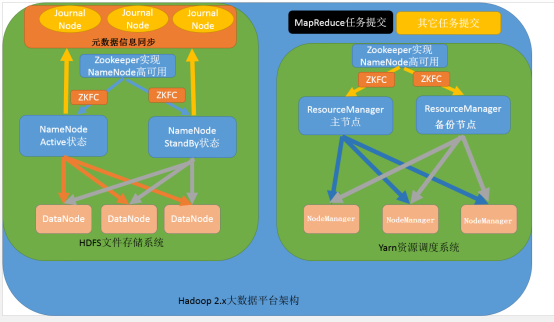 Journal Node
Journal Node
Journal Node
元数据信息同步
Zookeeper实现
NameNode高可用
ZKFC
ZKFC
NameNode
Active状态
NameNode
StandBy状态
DataNode
DataNode
DataNode
HDFS文件存储系统
MapReduce任务提交
其它任务提交
Zookeeper实现
NameNode高可用
ZKFC
ZKFC
ResourceManager
主节点
ResourceManager
备份节点
NodeManager
NodeManager
NodeManager
Yarn资源调度系统
Hadoop 2.x大数据平台架构